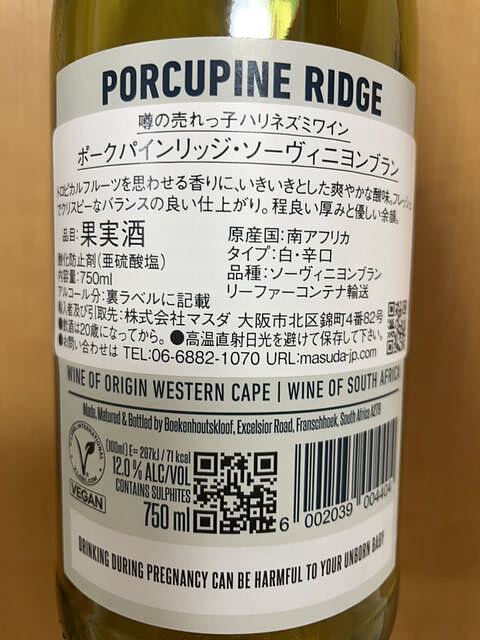 PORCUPINE RIDGE
噂の売れっ子ハリネズミワイン
ポークパインリッジ・ソーヴィニヨンブラン
トロピカルフルーツを思わせる香りに、いきいきとした爽やかな酸味。フレッシュ
でクリスピーなバランスの良い仕上がり。程良い厚みと優しい余韻。
品目:果実酒
酸化防止剤(亜硫酸塩)
内容量:750ml
アルコール分:裏ラベルに記載
原産国:南アフリカ
タイプ:白・辛口
品種:ソーヴィニヨンブラン
リーファーコンテナ輸送
輸入者及び引取先:株式会社マスダ 大阪市北区錦町4番82号
●飲酒は20歳になってから。 ●高温直射日光を避けて保存して下さい。
●お問い合わせは TEL:06-6882-1070 URL:masuda-jp.com
WINE OF ORIGIN WESTERN CAPE | WINE OF SOUTH AFRICA
Made, Matured & Bottled by Boekenhoutskloof, Excelsior Road, Franschhoek, South Africa A279
VEGAN
(100ml) E = 297kJ / 71 kcal
12.0 % ALC/VOL
CONTAINS SULPHITES
750 ml
6 002039 004404
DRINKING DURING PREGNANCY CAN BE HARMFUL TO YOUR UNBORN BABY